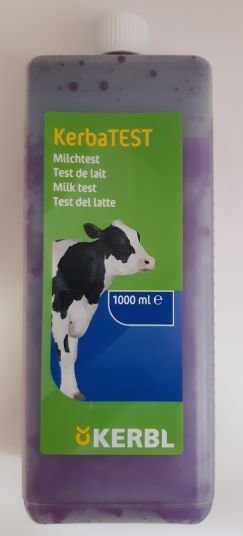 KerbaTEST
Milchtest
Test de lait
Milk test
Test del latte
1000 ml ℮
KERBL